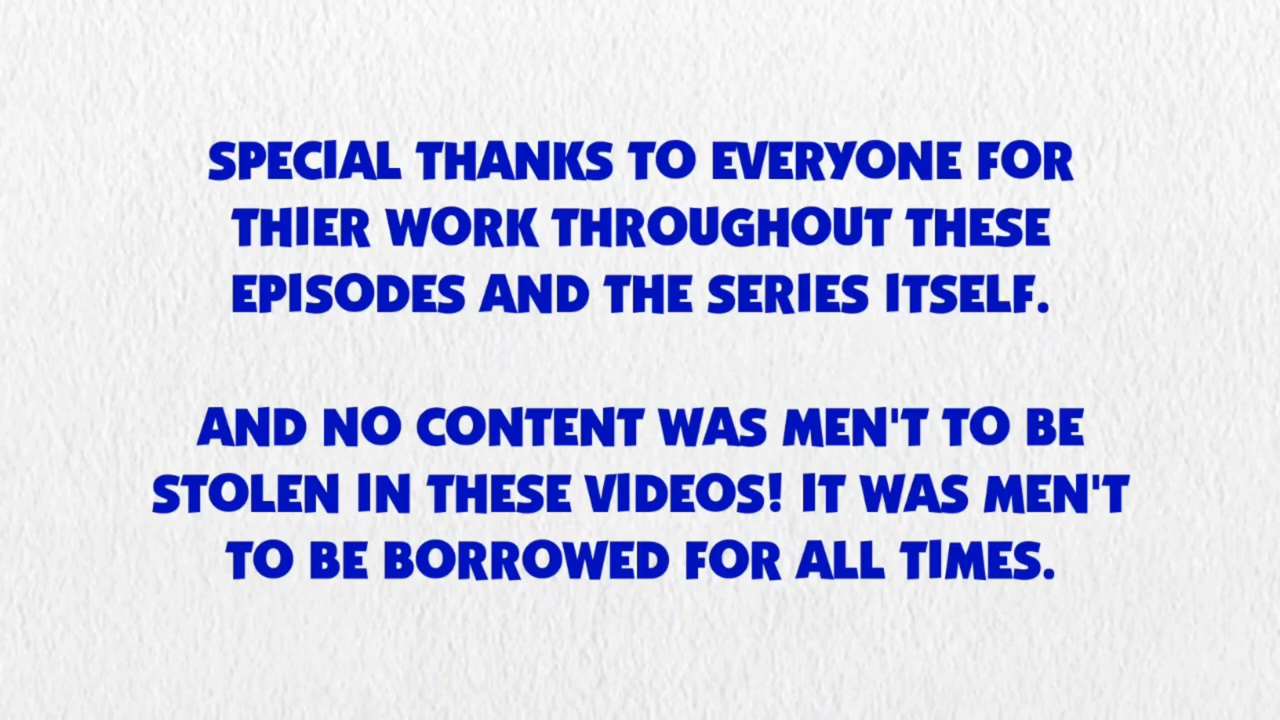 SPECIAL THANKS TO EVERYONE FOR
THIER WORK THROUGHOUT THESE
EPISODES AND THE SERIES ITSELF.
AND NO CONTENT WAS MEN'T TO BE
STOLEN IN THESE VIDEOS! IT WAS MEN'T
TO BE BORROWED FOR ALL TIMES.